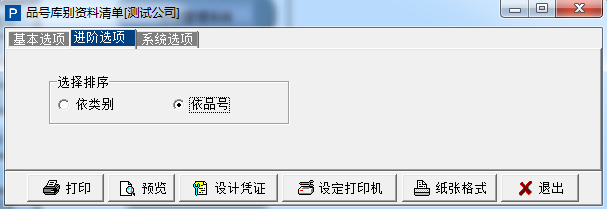 P 品号库别资料清单[测试公司]
基本选项 进阶选项 系统选项
选择排序
依类别 依品号
打印 预览 设计凭证 设定打印机 纸张格式 退出